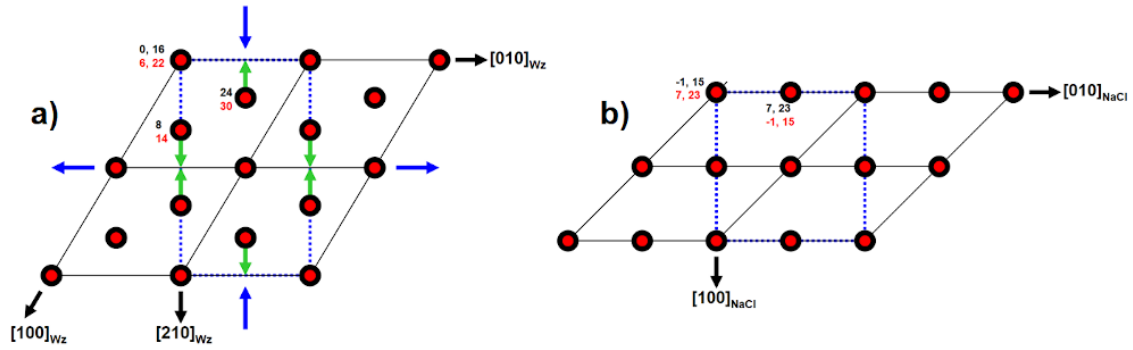 0, 16
6, 22
[010]Wz
24
30
a)
8
14
[100]Wz
[210]Wz
-1, 15
7, 23
7, 23
-1, 15
[010]NaCl
b)
[100]NaCl